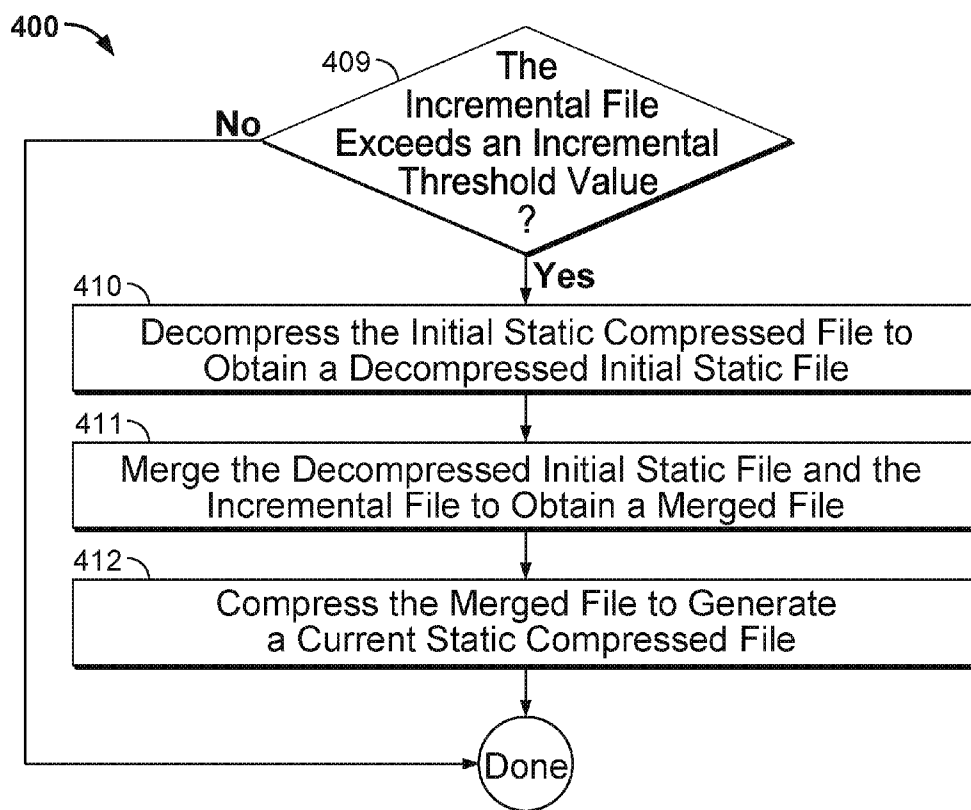 400
409
The
Incremental File
Exceeds an Incremental
Threshold Value
?
No
Yes
410
Decompress the Initial Static Compressed File to
Obtain a Decompressed Initial Static File
411
Merge the Decompressed Initial Static File and the
Incremental File to Obtain a Merged File
412
Compress the Merged File to Generate
a Current Static Compressed File
Done